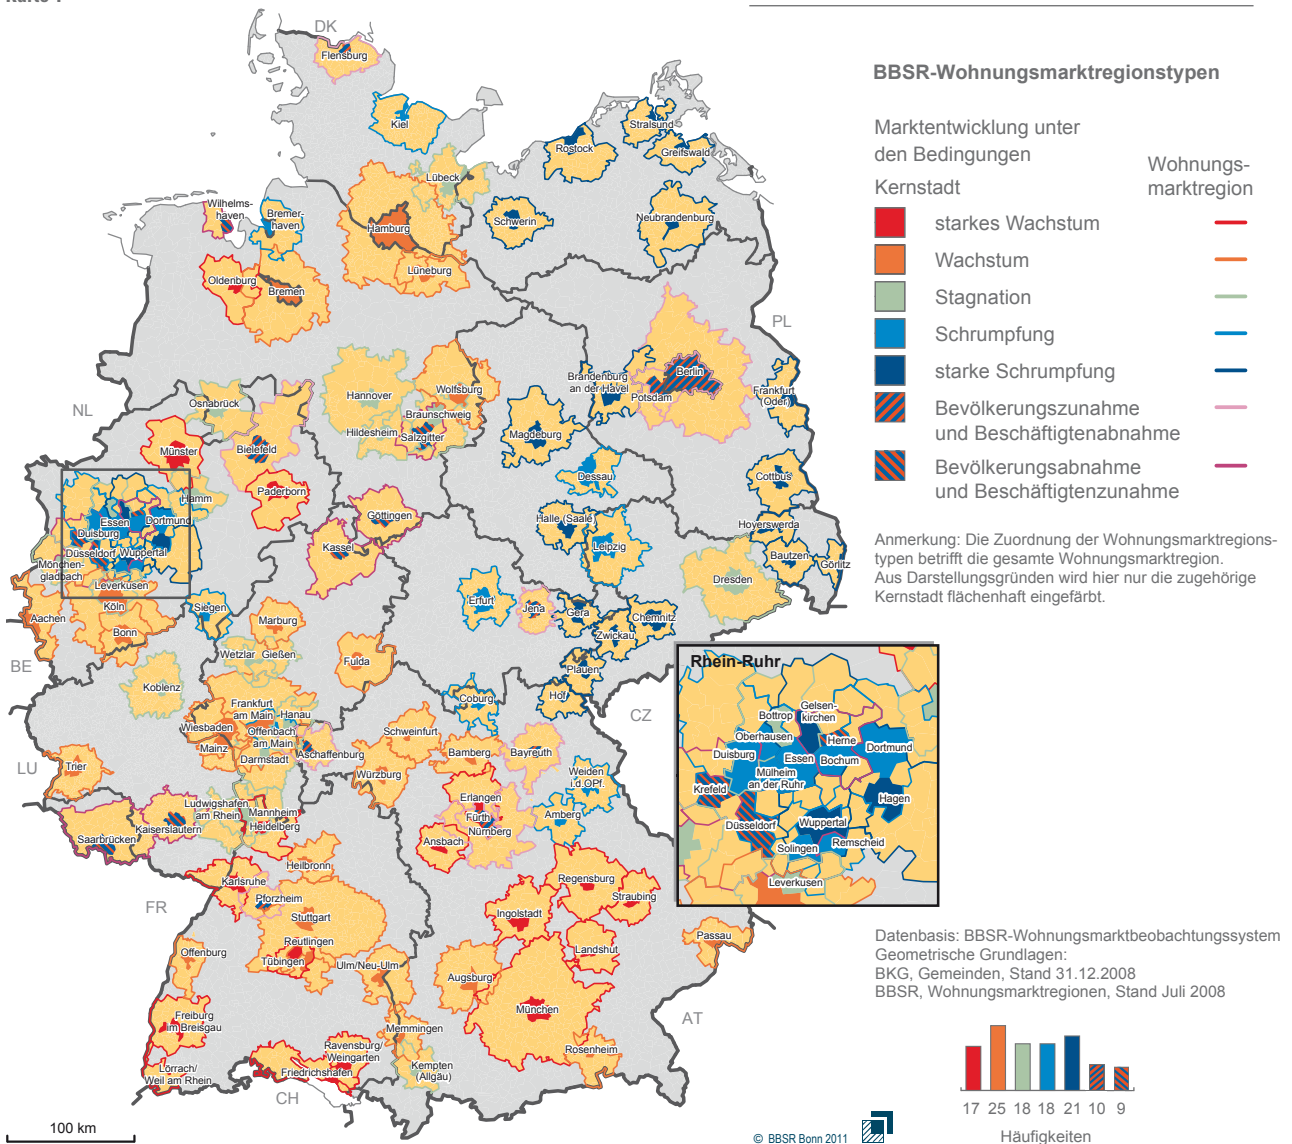 DK
Flensburg
Kiel
Stralsund
Rostock
Greifswald
Lübeck
Wilhelms-
haven
Bremer-
haven
Hamburg
Schwerin
Neubrandenburg
Lüneburg
Oldenburg
Bremen
PL
NL
Osnabrück
Hannover
Wolfsburg
Braunschweig
Hildesheim
Salzgitter
Brandenburg
an der Havel
Berlin
Potsdam
Frankfurt
(Oder)
Magdeburg
Münster
Bielefeld
Paderborn
Hamm
Dessau
Cottbus
Essen
Dortmund
Duisburg
Düsseldorf
Wuppertal
Mönchen-
gladbach
Leverkusen
Göttingen
Kassel
Halle (Saale)
Leipzig
Hoyerswerda
Bautzen
Görlitz
Dresden
Köln
Aachen
Bonn
Siegen
Marburg
Erfurt
Jena
Gera
Chemnitz
Zwickau
BE
Wetzlar
Gießen
Fulda
Plauen
Koblenz
Coburg
Hof
CZ
Frankfurt
am Main
Hanau
Wiesbaden
Offenbach
am Main
Mainz
Darmstadt
Aschaffenburg
Schweinfurt
Bamberg
Bayreuth
Würzburg
LU
Trier
Weiden
i.d.OPf.
Ludwigshafen
am Rhein
Mannheim
Heidelberg
Kaiserslautern
Saarbrücken
Erlangen
Fürth
Nürnberg
Amberg
Ansbach
Heilbronn
Karlsruhe
Pforzheim
FR
Stuttgart
Regensburg
Straubing
Ingolstadt
Reutlingen
Tübingen
Offenburg
Ulm/Neu-Ulm
Augsburg
Landshut
Passau
München
Freiburg
im Breisgau
Memmingen
Ravensburg/
Weingarten
Friedrichshafen
Kempten
(Allgäu)
Rosenheim
Lörrach/
Weil am Rhein
CH
AT
100 km
© BBSR Bonn 2011
BBSR-Wohnungsmarktregionstypen
Marktentwicklung unter
den Bedingungen
Kernstadt
Wohnungs-
marktregion
starkes Wachstum
Wachstum
Stagnation
Schrumpfung
starke Schrumpfung
Bevölkerungszunahme
und Beschäftigtenabnahme
Bevölkerungsabnahme
und Beschäftigtenzunahme
Anmerkung: Die Zuordnung der Wohnungsmarktregions-
typen betrifft die gesamte Wohnungsmarktregion.
Aus Darstellungsgründen wird hier nur die zugehörige
Kernstadt flächenhaft eingefärbt.
Rhein-Ruhr
Gelsen-
kirchen
Bottrop
Oberhausen
Herne
Dortmund
Duisburg
Essen
Bochum
Mülheim
an der Ruhr
Krefeld
Hagen
Düsseldorf
Wuppertal
Solingen
Remscheid
Leverkusen
Datenbasis: BBSR-Wohnungsmarktbeobachtungssystem
Geometrische Grundlagen:
BKG, Gemeinden, Stand 31.12.2008
BBSR, Wohnungsmarktregionen, Stand Juli 2008
17 25 18 18 21 10 9
Häufigkeiten